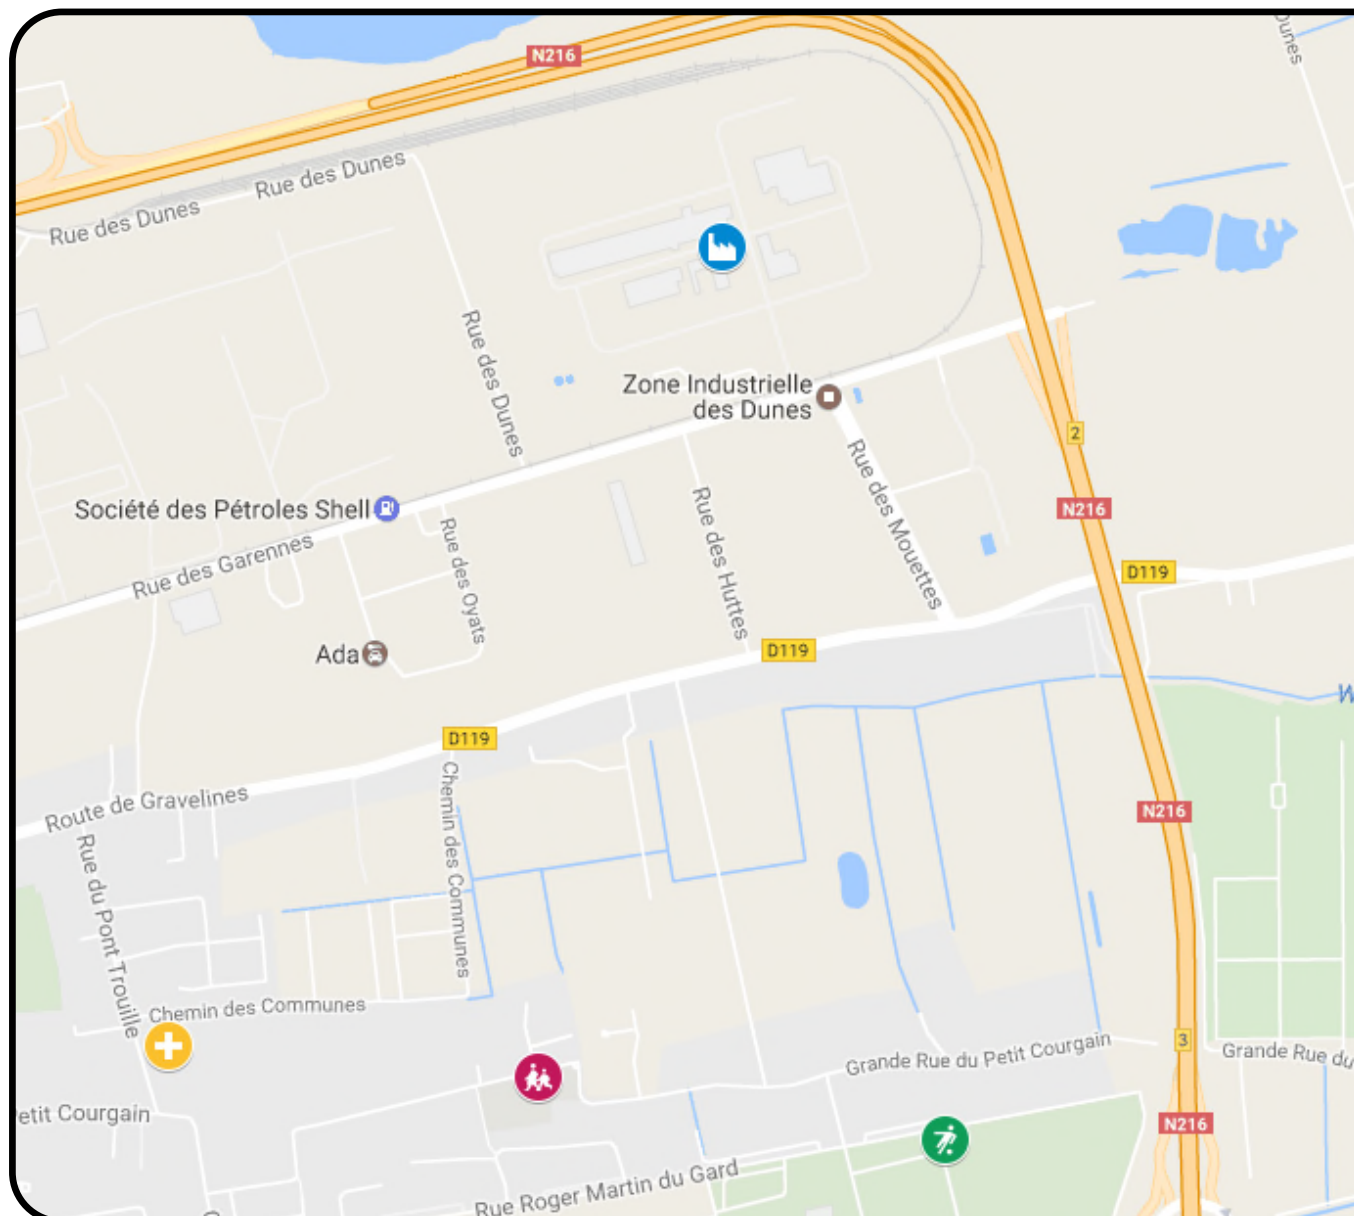 N216
Dunes
Rue des Dunes
Rue des Dunes
Rue des Dunes
Zone Industrielle
des Dunes
2
Rue des Mouettes
Société des Pétroles Shell
N216
Rue des Huttes
Rue des Oyats
Rue des Garennes
D119
Ada
D119
D119
Route de Gravelines
N216
Chemin des Communes
Rue du Pont Trouille
Chemin des Communes
3
Grande Rue du Petit Courgain
Grande Rue du
etit Courgain
N216
Rue Roger Martin du Gard